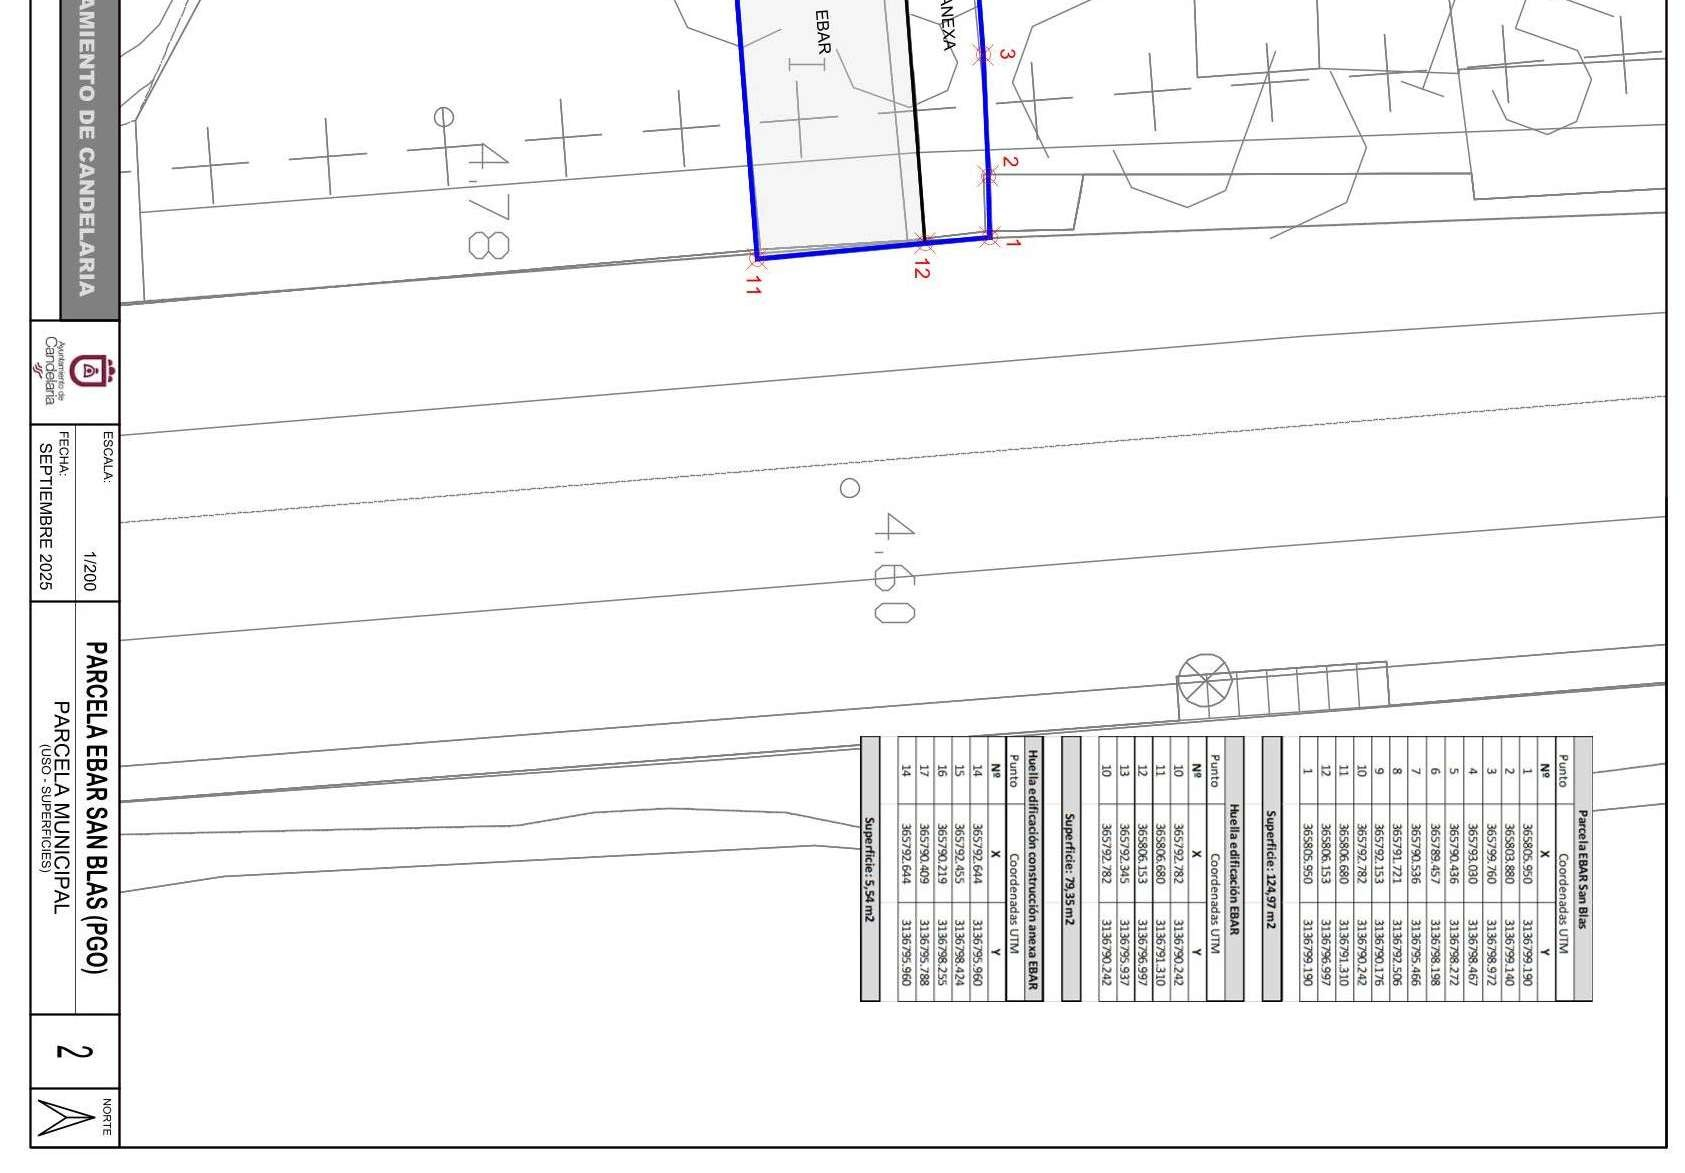 Parcela EBAR San Blas
Punto Coordenadas UTM
Nº X Y
1 365805.950 3136799.190
2 365803.880 3136799.140
3 365799.760 3136798.972
4 365793.030 3136798.467
5 365790.436 3136798.272
6 365789.457 3136798.198
7 365790.536 3136795.466
8 365791.721 3136792.506
9 365792.153 3136790.176
10 365792.782 3136790.242
11 365806.680 3136791.310
12 365806.153 3136796.997
1 365805.950 3136799.190
Superficie: 124,97 m2
Huella edificación EBAR
Punto Coordenadas UTM
Nº X Y
10 365792.782 3136790.242
11 365806.680 3136791.310
12 365806.153 3136796.997
13 365792.345 3136795.937
10 365792.782 3136790.242
Superficie: 79,35 m2
Huella edificación construcción anexa EBAR
Punto Coordenadas UTM
Nº X Y
14 365792.644 3136795.960
15 365792.455 3136798.424
16 365790.219 3136798.255
17 365790.409 3136795.788
14 365792.644 3136795.960
Superficie: 5,54 m2
3
2
1
ANEXA
12
EBAR
I
11
4.60
4.78
AMIENTO DE CANDELARIA
Ayuntamiento de
Candelaria
ESCALA:
1/200
FECHA:
SEPTIEMBRE 2025
PARCELA EBAR SAN BLAS (PGO)
PARCELA MUNICIPAL
(USO - SUPERFICIES)
2
NORTE